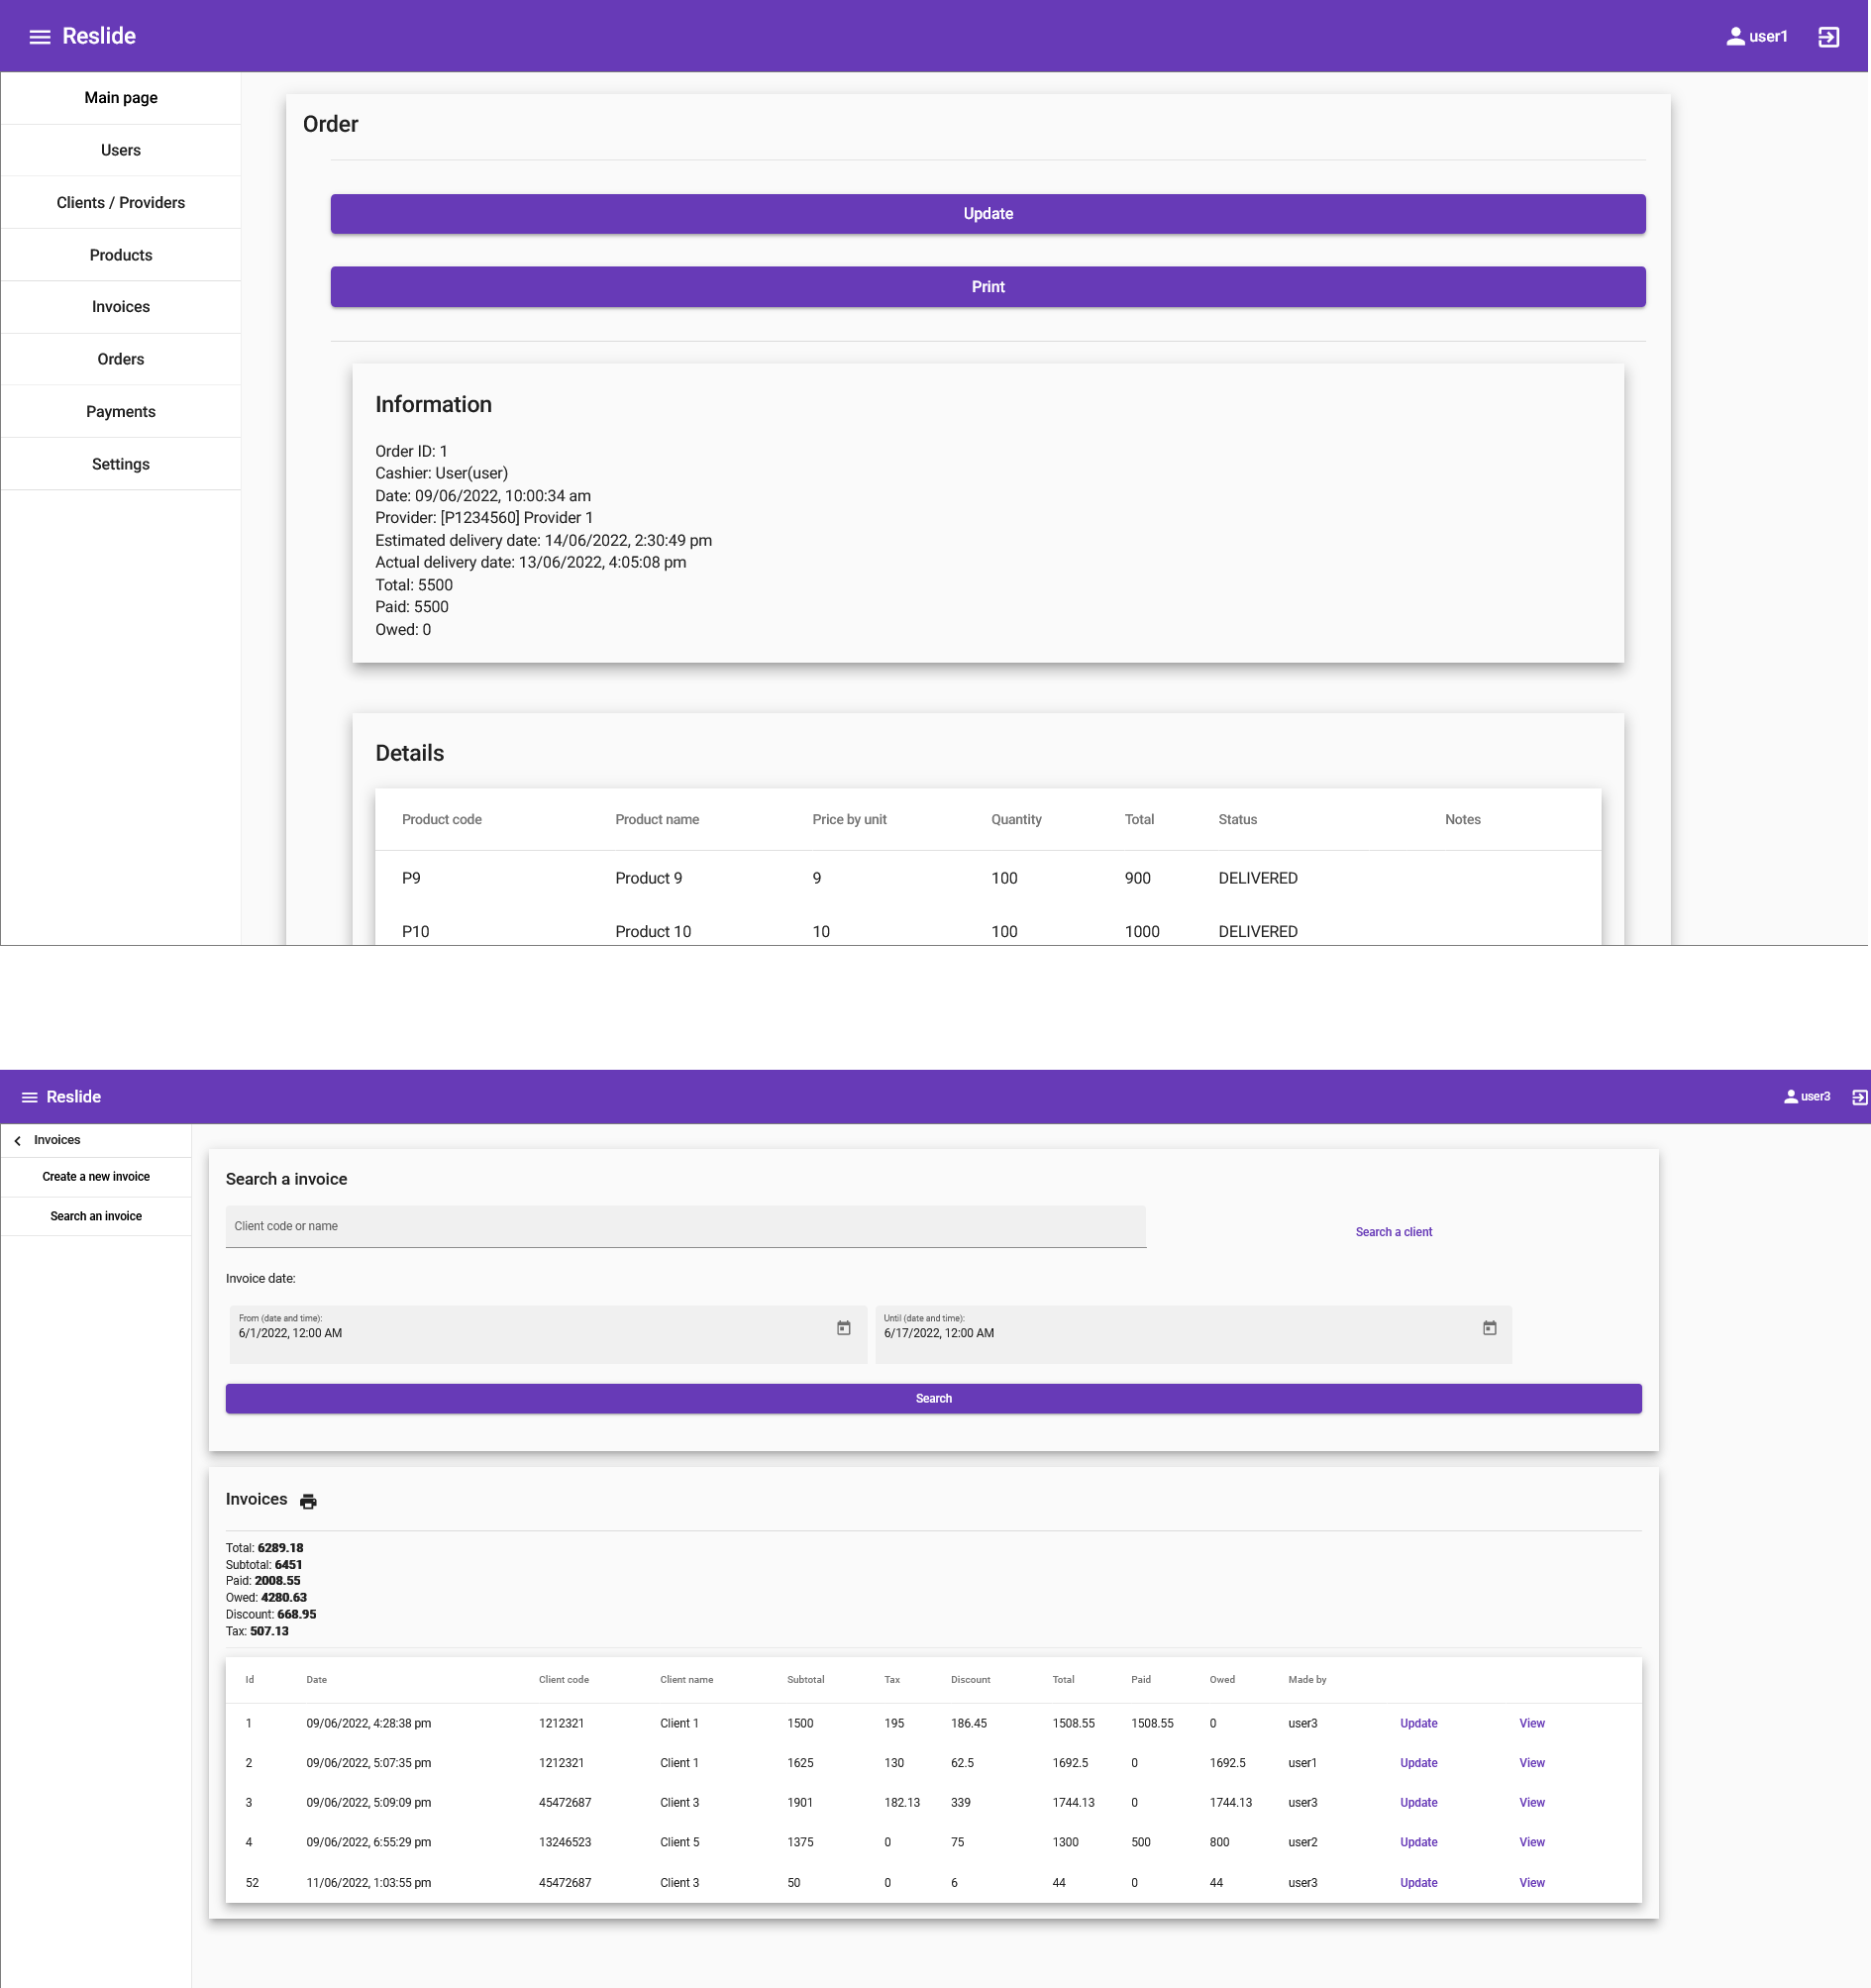 Reslide
user1
Main page
Users
Clients / Providers
Products
Invoices
Orders
Payments
Settings
Order
Update
Print
Information
Order ID: 1
Cashier: User(user)
Date: 09/06/2022, 10:00:34 am
Provider: [P1234560] Provider 1
Estimated delivery date: 14/06/2022, 2:30:49 pm
Actual delivery date: 13/06/2022, 4:05:08 pm
Total: 5500
Paid: 5500
Owed: 0
Details
Product code Product name Price by unit Quantity Total Status Notes
P9 Product 9 9 100 900 DELIVERED
P10 Product 10 10 100 1000 DELIVERED
Reslide
user3
Invoices
Create a new invoice
Search an invoice
Search a invoice
Client code or name
Search a client
Invoice date:
From (date and time): Until (date and time):
6/1/2022, 12:00 AM 6/17/2022, 12:00 AM
Search
Invoices
Total: 6289.18
Subtotal: 6451
Paid: 2008.55
Owed: 4280.63
Discount: 668.95
Tax: 507.13
Id Date Client code Client name Subtotal Tax Discount Total Paid Owed Made by
1 09/06/2022, 4:28:38 pm 1212321 Client 1 1500 195 186.45 1508.55 1508.55 0 user3 Update View
2 09/06/2022, 5:07:35 pm 1212321 Client 1 1625 130 62.5 1692.5 0 1692.5 user1 Update View
3 09/06/2022, 5:09:09 pm 45472687 Client 3 1901 182.13 339 1744.13 0 1744.13 user3 Update View
4 09/06/2022, 6:55:29 pm 13246523 Client 5 1375 0 75 1300 500 800 user2 Update View
52 11/06/2022, 1:03:55 pm 45472687 Client 3 50 0 6 44 0 44 user3 Update View